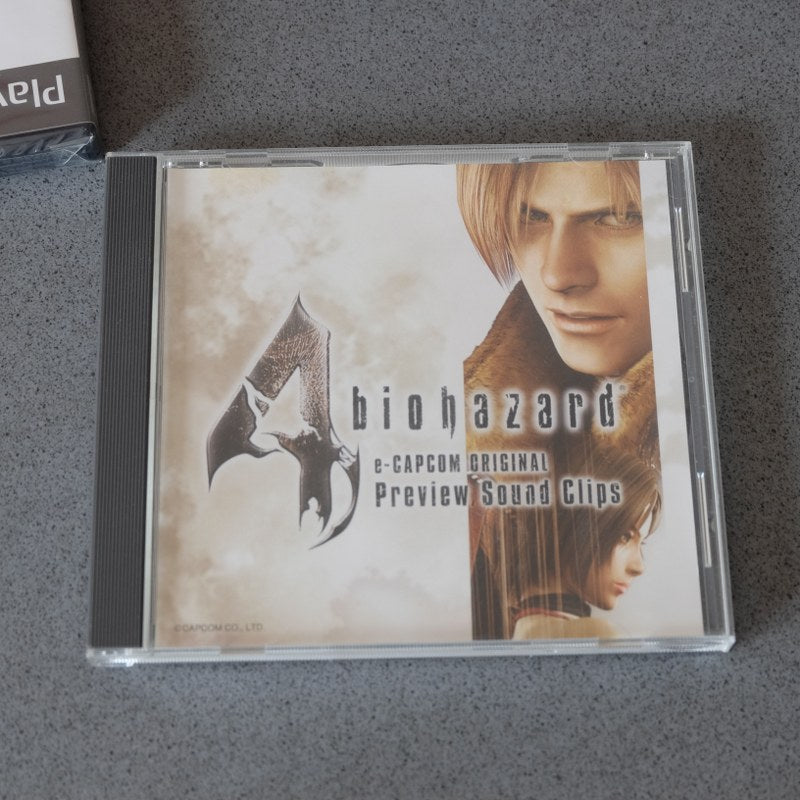 Play
4
biohazard
e-CAPCOM ORIGINAL
Preview Sound Clips
©CAPCOM CO., LTD.